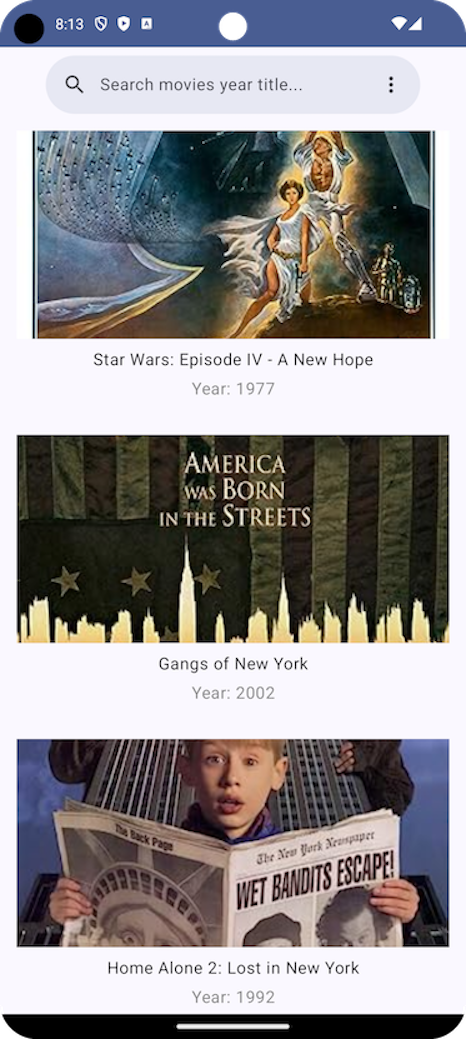 8:13
Search movies year title...
Star Wars: Episode IV - A New Hope
Year: 1977
AMERICA
WAS BORN
IN THE STREETS
Gangs of New York
Year: 2002
The Back Page
The New York Newspaper
WET BANDITS ESCAPE!
Home Alone 2: Lost in New York
Year: 1992